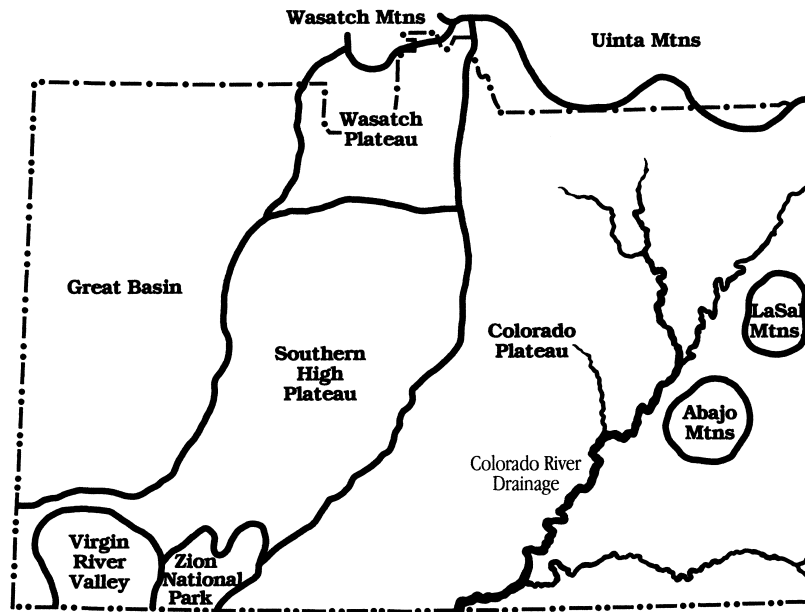 Wasatch Mtns
Uinta Mtns
Wasatch
Plateau
Great Basin
LaSal
Mtns
Colorado
Plateau
Southern
High
Plateau
Abajo
Mtns
Colorado River
Drainage
Virgin
River
Valley
Zion
National
Park